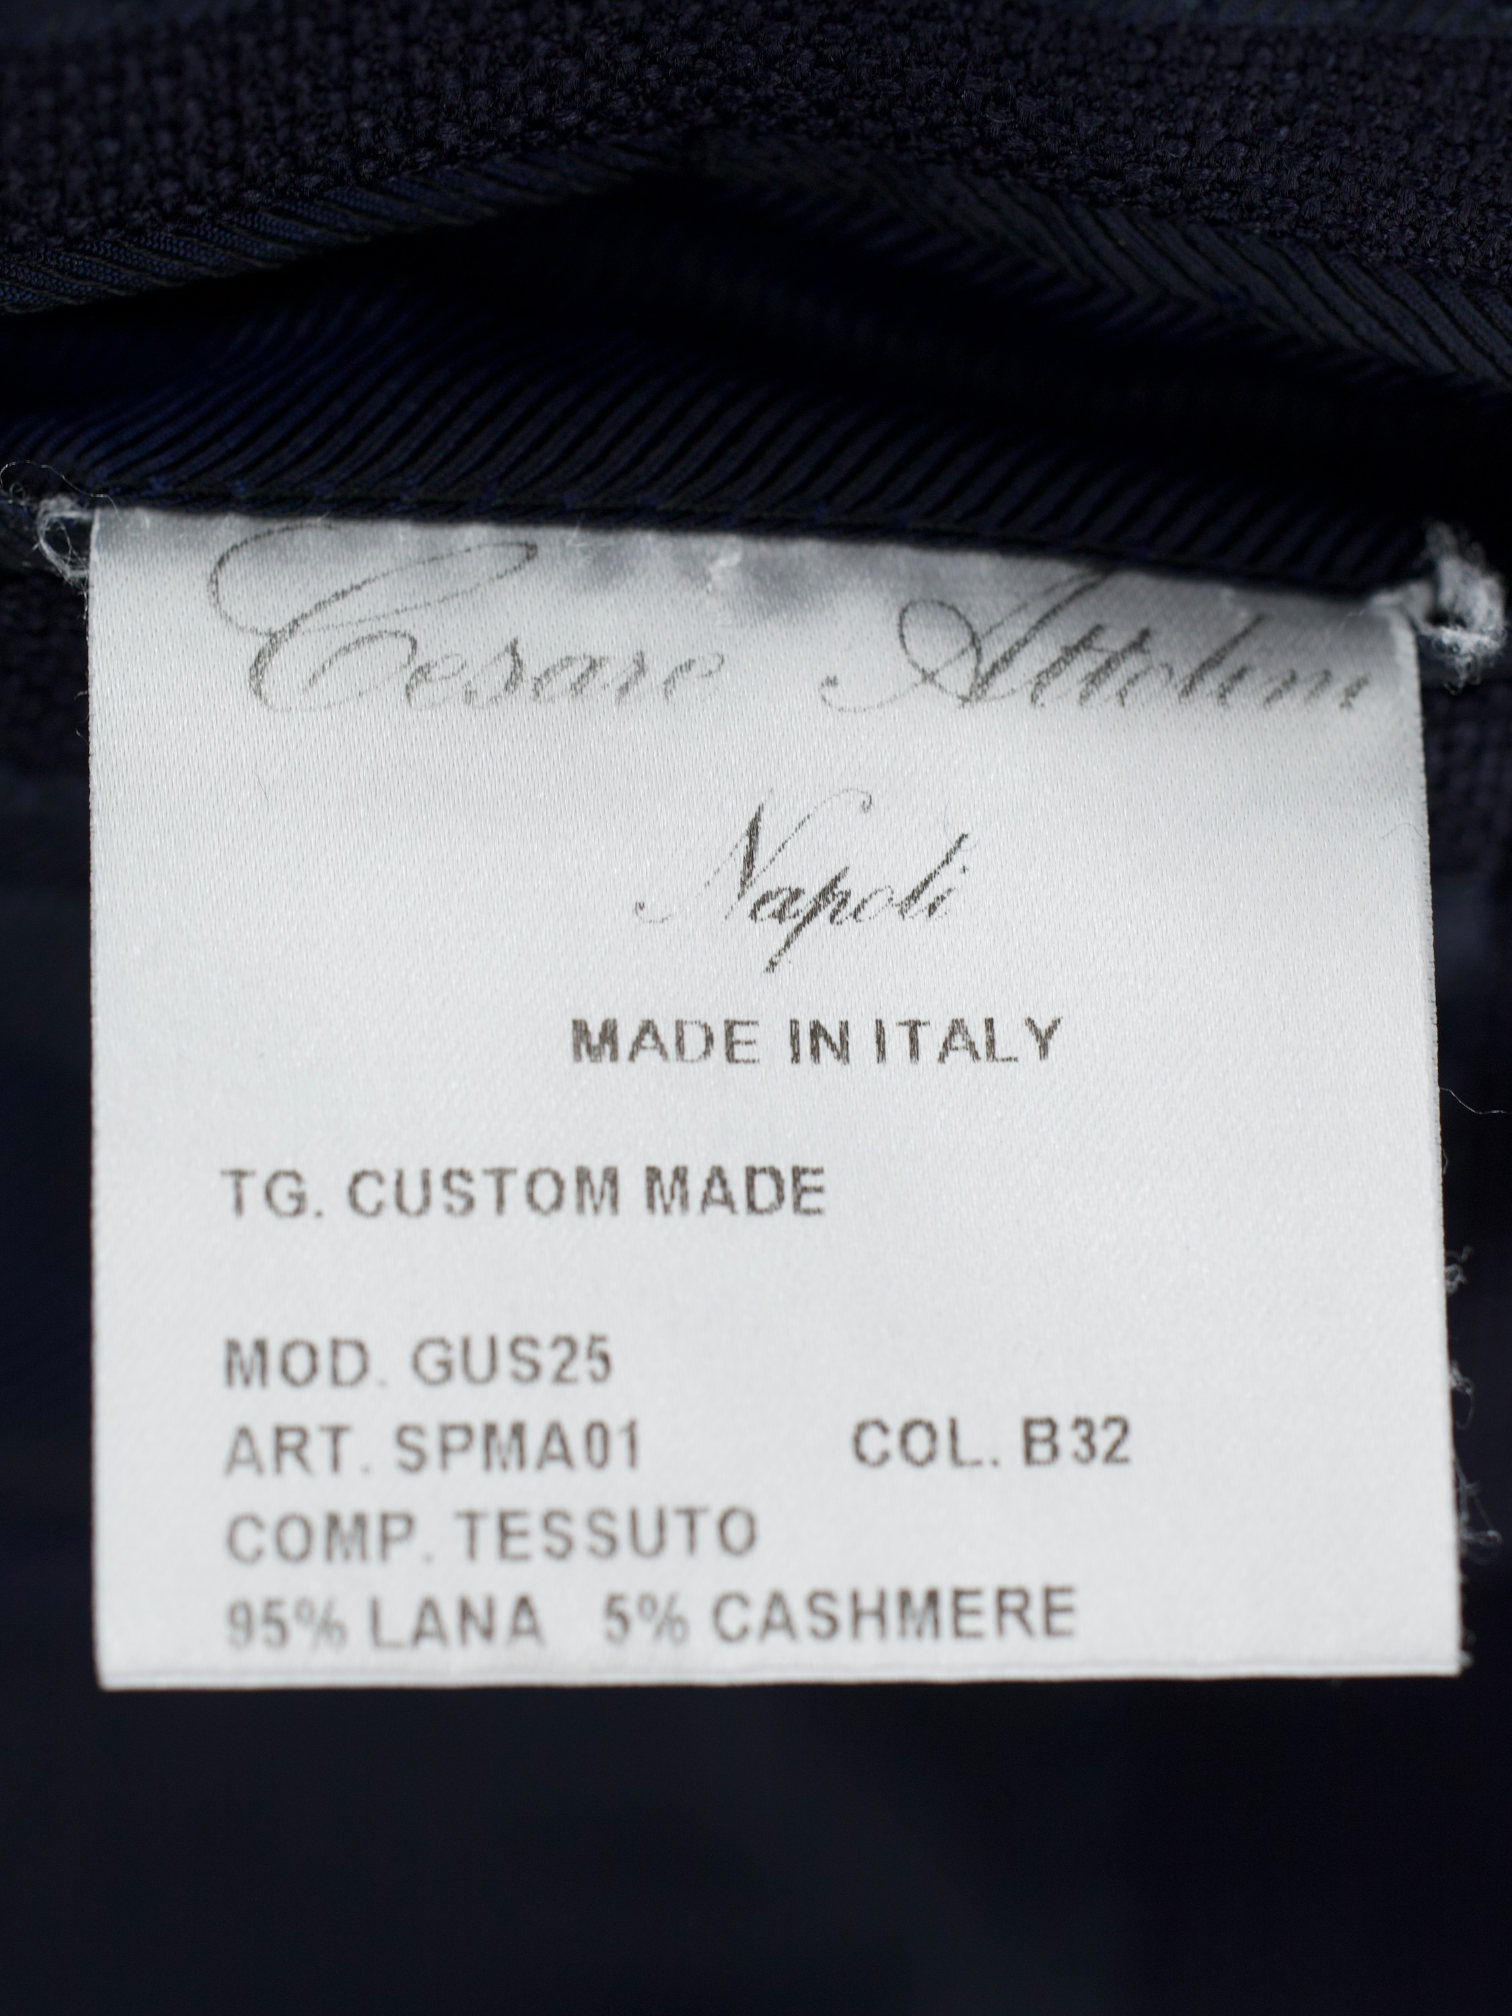 Cesare Attolini
Napoli
MADE IN ITALY
TG. CUSTOM MADE
MOD. GUS25
ART. SPMA01 COL. B32
COMP. TESSUTO
95% LANA 5% CASHMERE